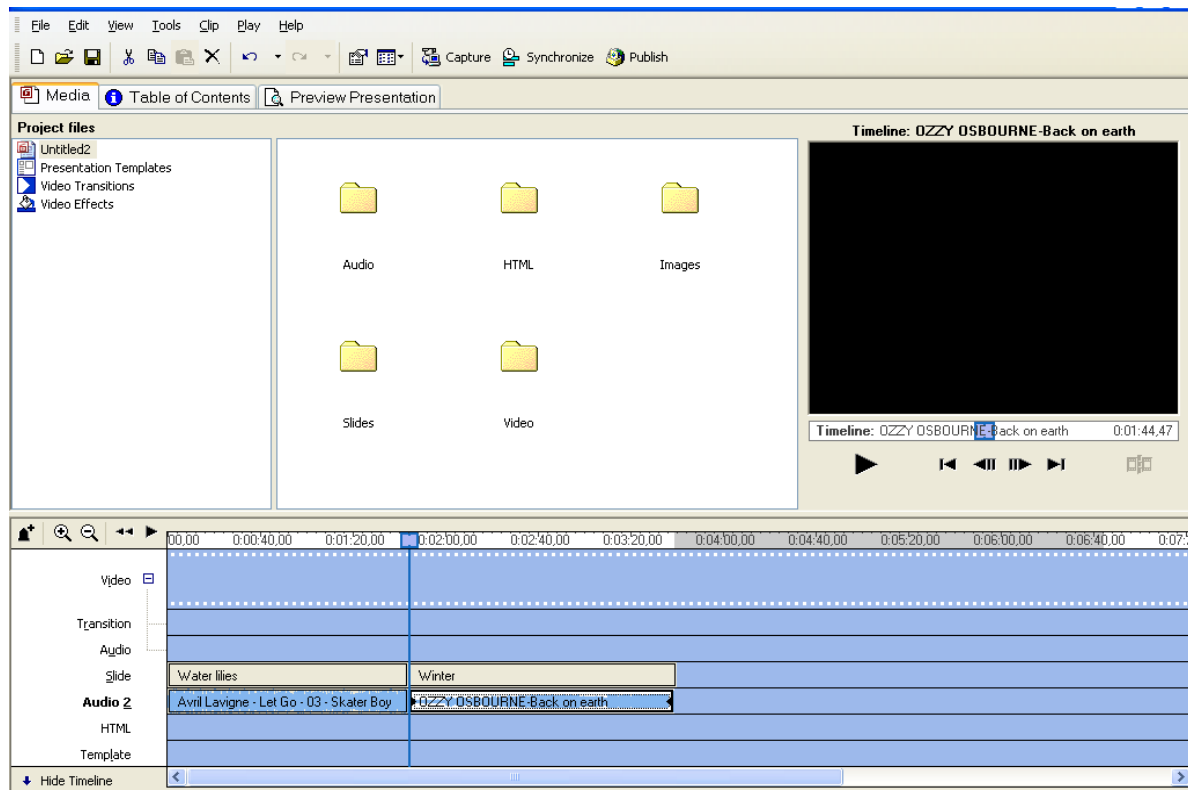 File Edit View Tools Clip Play Help
Capture Synchronize Publish
Media Table of Contents Preview Presentation
Project files
Untitled2
Presentation Templates
Video Transitions
Video Effects
Audio HTML Images
Slides Video
Timeline: OZZY OSBOURNE-Back on earth
Timeline: OZZY OSBOURNE-Back on earth 0:01:44,47
00,00 0:00:40,00 0:01:20,00 0:02:00,00 0:02:40,00 0:03:20,00 0:04:00,00 0:04:40,00 0:05:20,00 0:06:00,00 0:06:40,00 0:07:
Video
Transition
Audio
Slide Water lilies Winter
Audio 2 Avril Lavigne - Let Go - 03 - Skater Boy OZZY OSBOURNE-Back on earth
HTML
Template
Hide Timeline